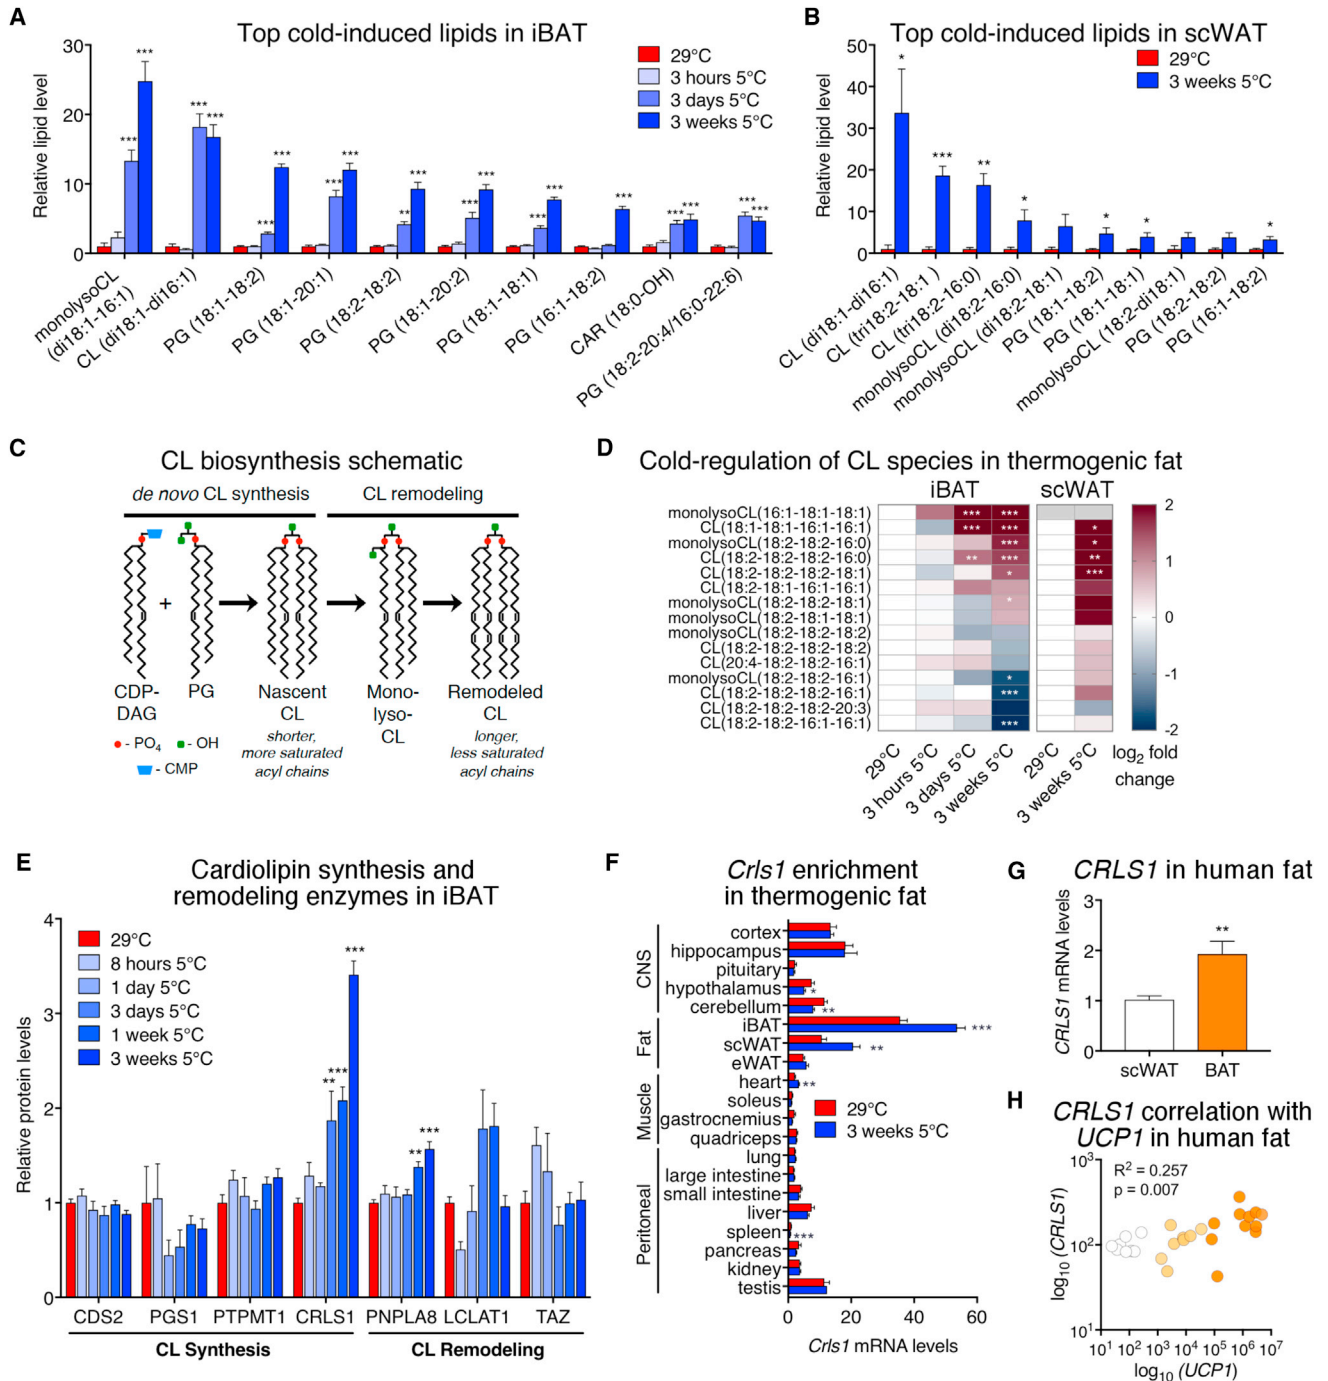 A
Top cold-induced lipids in iBAT
Relative lipid level
30
20
10
0
29°C
3 hours 5°C
3 days 5°C
3 weeks 5°C
***
***
***
***
***
***
***
***
**
***
***
***
***
***
***
***
***
***
***
monolysoCL
(di18:1-16:1)
CL (di18:1-di16:1)
PG (18:1-18:2)
PG (18:1-20:1)
PG (18:2-18:2)
PG (18:1-20:2)
PG (18:1-18:1)
PG (16:1-18:2)
CAR (18:0-OH)
PG (18:2-20:4/16:0-22:6)
B
Top cold-induced lipids in scWAT
Relative lipid level
50
40
30
20
10
0
29°C
3 weeks 5°C
*
***
**
*
*
*
*
CL (di18:1-di16:1)
CL (tri18:2-18:1 )
CL (tri18:2-16:0)
monolysoCL (di18:2-16:0)
monolysoCL (di18:2-18:1)
PG (18:1-18:2)
PG (18:1-18:1)
monolysoCL (18:2-di18:1)
PG (18:2-18:2)
PG (16:1-18:2)
C
CL biosynthesis schematic
de novo CL synthesis
CL remodeling
+
CDP-
DAG
PG
Nascent
CL
shorter,
more saturated
acyl chains
Mono-
lyso-
CL
Remodeled
CL
longer,
less saturated
acyl chains
- PO4
- OH
- CMP
D
Cold-regulation of CL species in thermogenic fat
iBAT
scWAT
monolysoCL(16:1-18:1-18:1)
*** ***
CL(18:1-18:1-16:1-16:1)
*** *** *
monolysoCL(18:2-18:2-16:0)
*** *
CL(18:2-18:2-18:2-16:0)
** *** **
CL(18:2-18:2-18:2-18:1)
* ***
CL(18:2-18:1-16:1-16:1)
monolysoCL(18:2-18:2-18:1)
*
monolysoCL(18:2-18:1-18:1)
monolysoCL(18:2-18:2-18:2)
CL(18:2-18:2-18:2-18:2)
CL(20:4-18:2-18:2-16:1)
monolysoCL(18:2-18:2-16:1)
*
CL(18:2-18:2-18:2-16:1)
***
CL(18:2-18:2-18:2-20:3)
CL(18:2-18:2-16:1-16:1)
***
29°C
3 hours 5°C
3 days 5°C
3 weeks 5°C
29°C
3 weeks 5°C
2
1
0
-1
-2
log2 fold
change
E
Cardiolipin synthesis and
remodeling enzymes in iBAT
Relative protein levels
4
3
2
1
0
29°C
8 hours 5°C
1 day 5°C
3 days 5°C
1 week 5°C
3 weeks 5°C
**
***
***
**
***
CDS2
PGS1
PTPMT1
CRLS1
PNPLA8
LCLAT1
TAZ
CL Synthesis
CL Remodeling
F
Crls1 enrichment
in thermogenic fat
CNS
Fat
Muscle
Peritoneal
cortex
hippocampus
pituitary
hypothalamus
*
cerebellum
**
iBAT
***
scWAT
**
eWAT
heart
**
soleus
gastrocnemius
quadriceps
lung
large intestine
small intestine
liver
spleen
***
pancreas
kidney
testis
29°C
3 weeks 5°C
0
20
40
60
Crls1 mRNA levels
G
CRLS1 in human fat
CRLS1 mRNA levels
3
2
1
0
**
scWAT
BAT
H
CRLS1 correlation with
UCP1 in human fat
log10 (CRLS1)
10^3
10^2
10^1
R2 = 0.257
p = 0.007
10^1 10^2 10^3 10^4 10^5 10^6 10^7
log10 (UCP1)